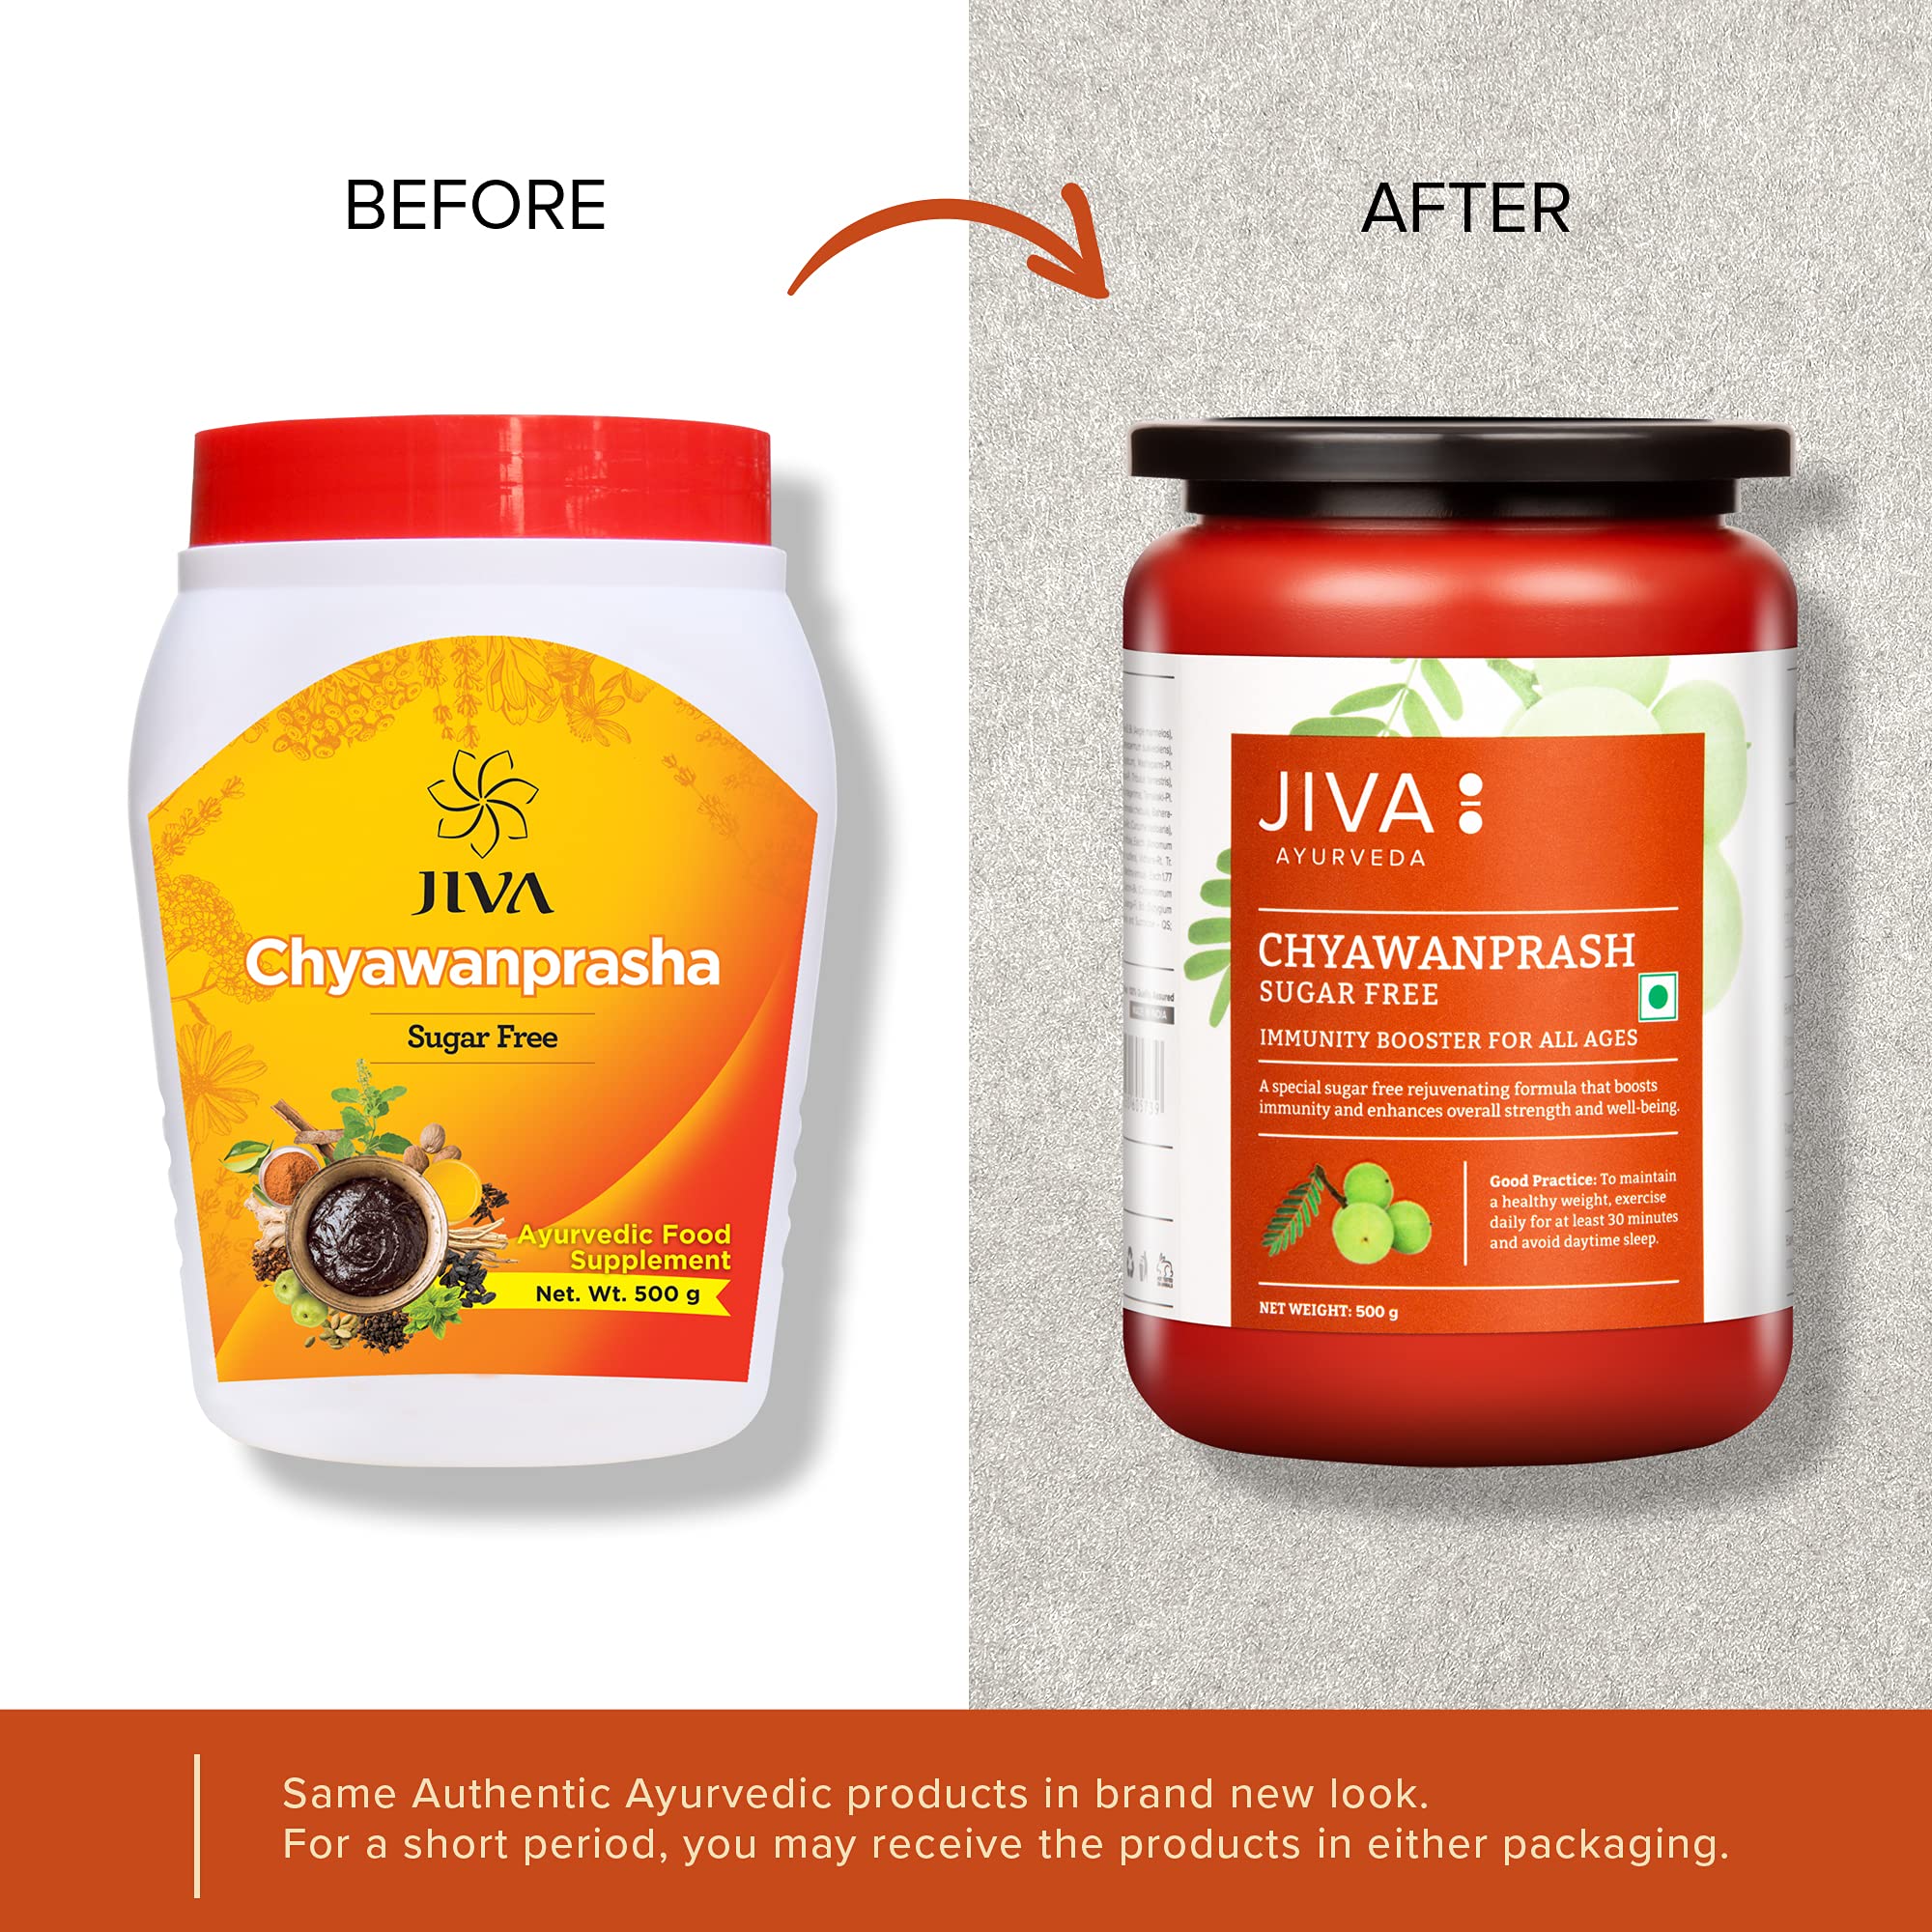 BEFORE
AFTER
JIVA
Chyawanprasha
Sugar Free
Ayurvedic Food
Supplement
Net. Wt. 500 g
JIVA
AYURVEDA
CHYAWANPRASH
SUGAR FREE
IMMUNITY BOOSTER FOR ALL AGES
A special sugar free rejuvenating formula that boosts
immunity and enhances overall strength and well-being.
Good Practice: To maintain
a healthy weight, exercise
daily for at least 30 minutes
and avoid daytime sleep.
NET WEIGHT: 500 g
Same Authentic Ayurvedic products in brand new look.
For a short period, you may receive the products in either packaging.